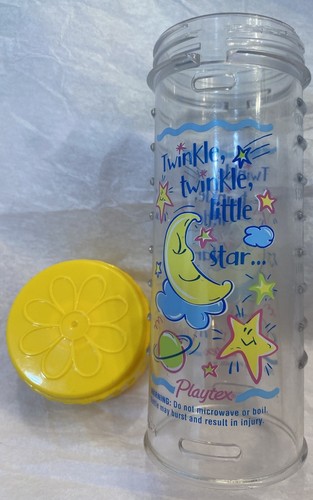 Twinkle,
twinkle,
little
star...
Playtex
WARNING: Do not microwave or boil.
may burst and result in injury.